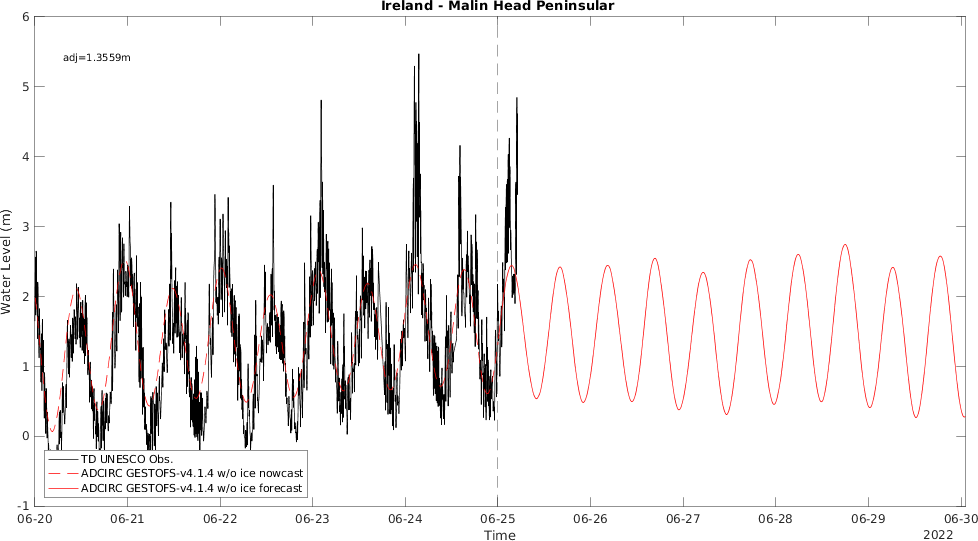 Ireland - Malin Head Peninsular
6
adj=1.3559m
5
4
3
2
1
0
-1
Water Level (m)
TD UNESCO Obs.
ADCIRC GESTOFS-v4.1.4 w/o ice nowcast
ADCIRC GESTOFS-v4.1.4 w/o ice forecast
06-20 06-21 06-22 06-23 06-24 06-25 06-26 06-27 06-28 06-29 06-30
Time
2022